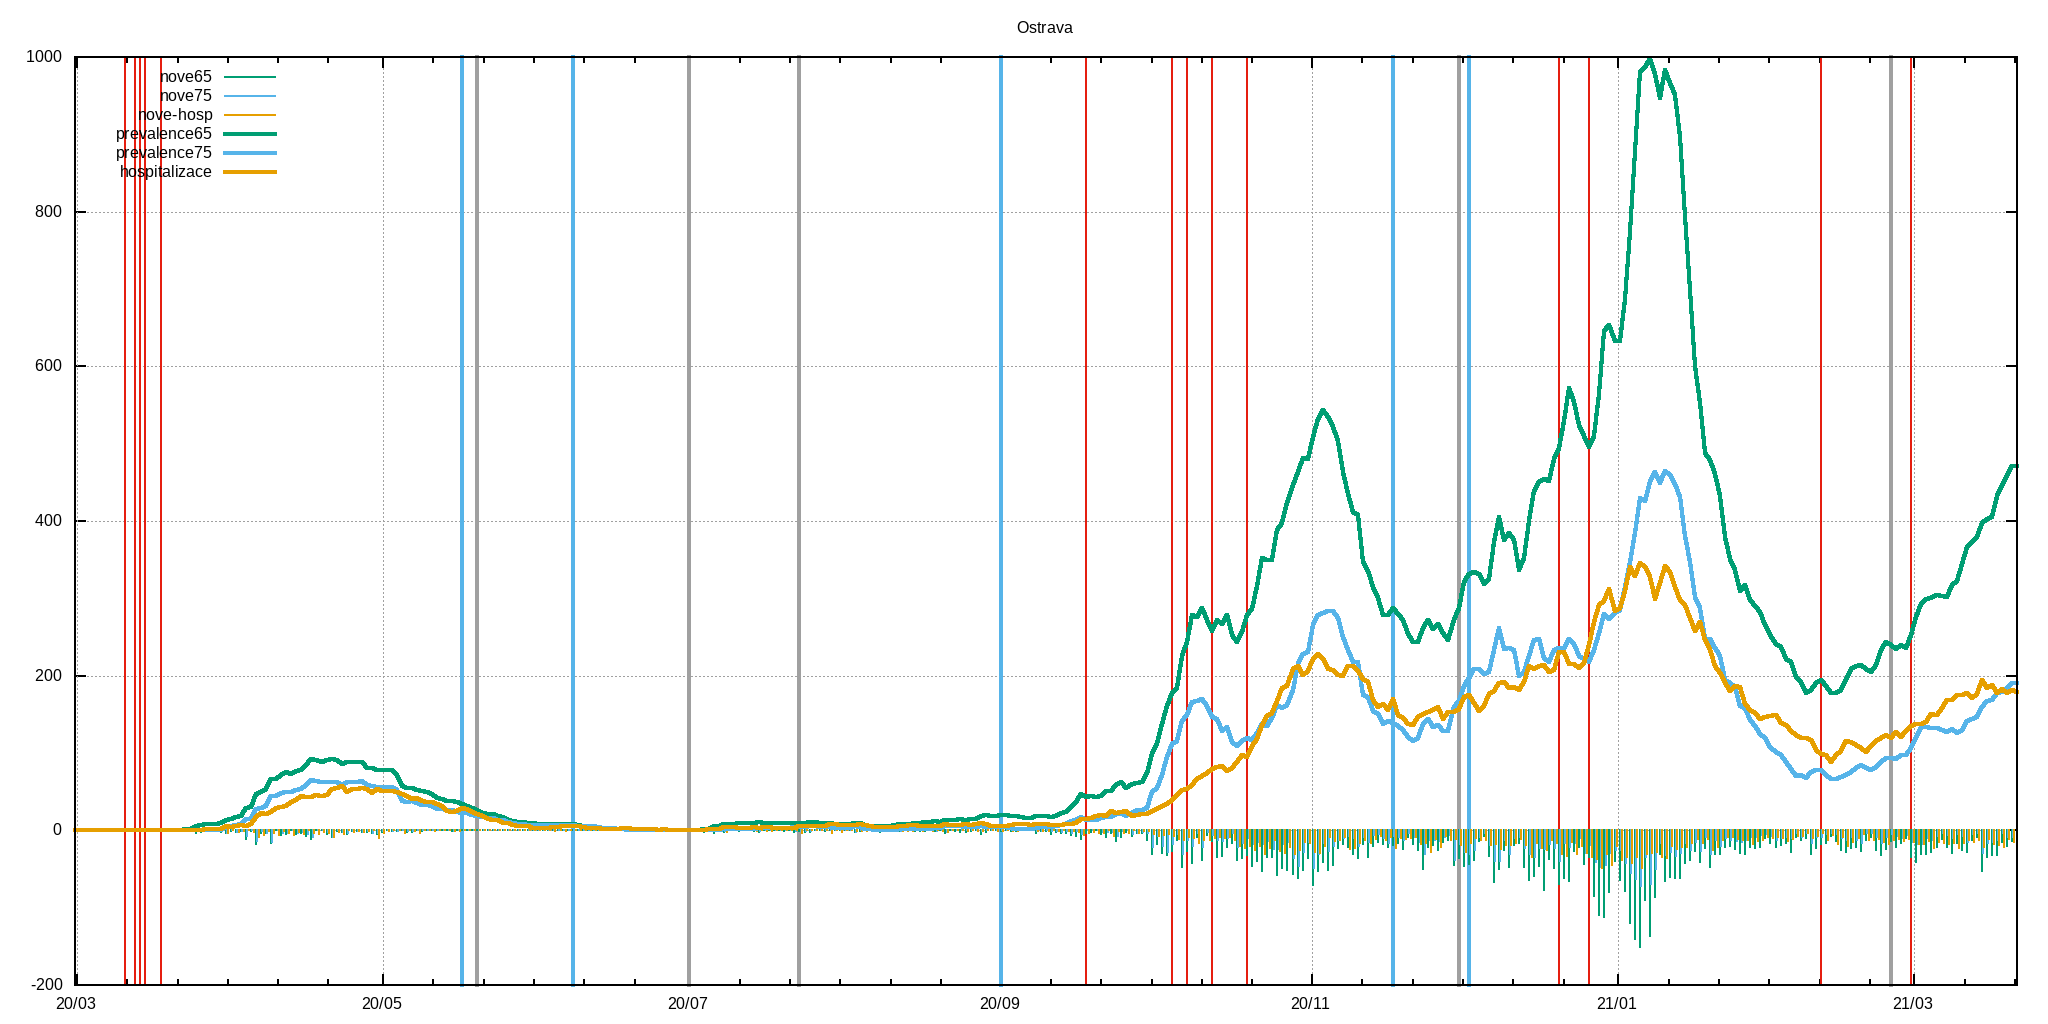 Ostrava
1000
nove65
nove75
nove-hosp
prevalence65
prevalence75
hospitalizace
800
600
400
200
0
-200
20/03 20/05 20/07 20/09 20/11 21/01 21/03